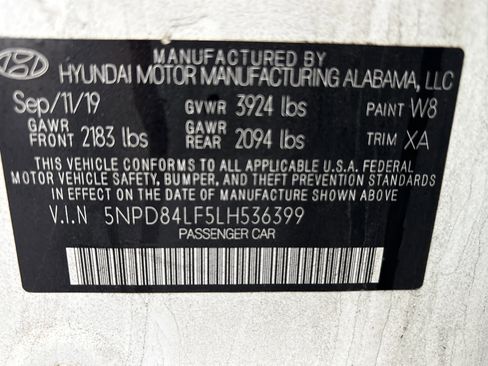 MANUFACTURED BY
HYUNDAI MOTOR MANUFACTURING ALABAMA, LLC
Sep/11/19 GVWR 3924 lbs PAINT W8
GAWR FRONT 2183 lbs GAWR REAR 2094 lbs TRIM XA
THIS VEHICLE CONFORMS TO ALL APPLICABLE U.S.A. FEDERAL
MOTOR VEHICLE SAFETY, BUMPER, AND THEFT PREVENTION
STANDARDS IN EFFECT ON THE DATE OF MANUFACTURE SHOWN ABOVE
V.I.N 5NPD84LF5LH536399
PASSENGER CAR